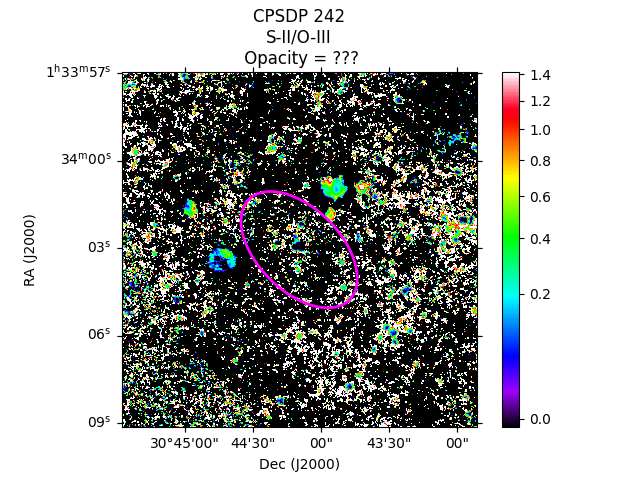 CPSDP 242
S-II/O-III
Opacity = ???
1h33m57s
34m00s
03s
06s
09s
RA (J2000)
30°45'00" 44'30" 00" 43'30" 00"
Dec (J2000)
1.4
1.2
1.0
0.8
0.6
0.4
0.2
0.0